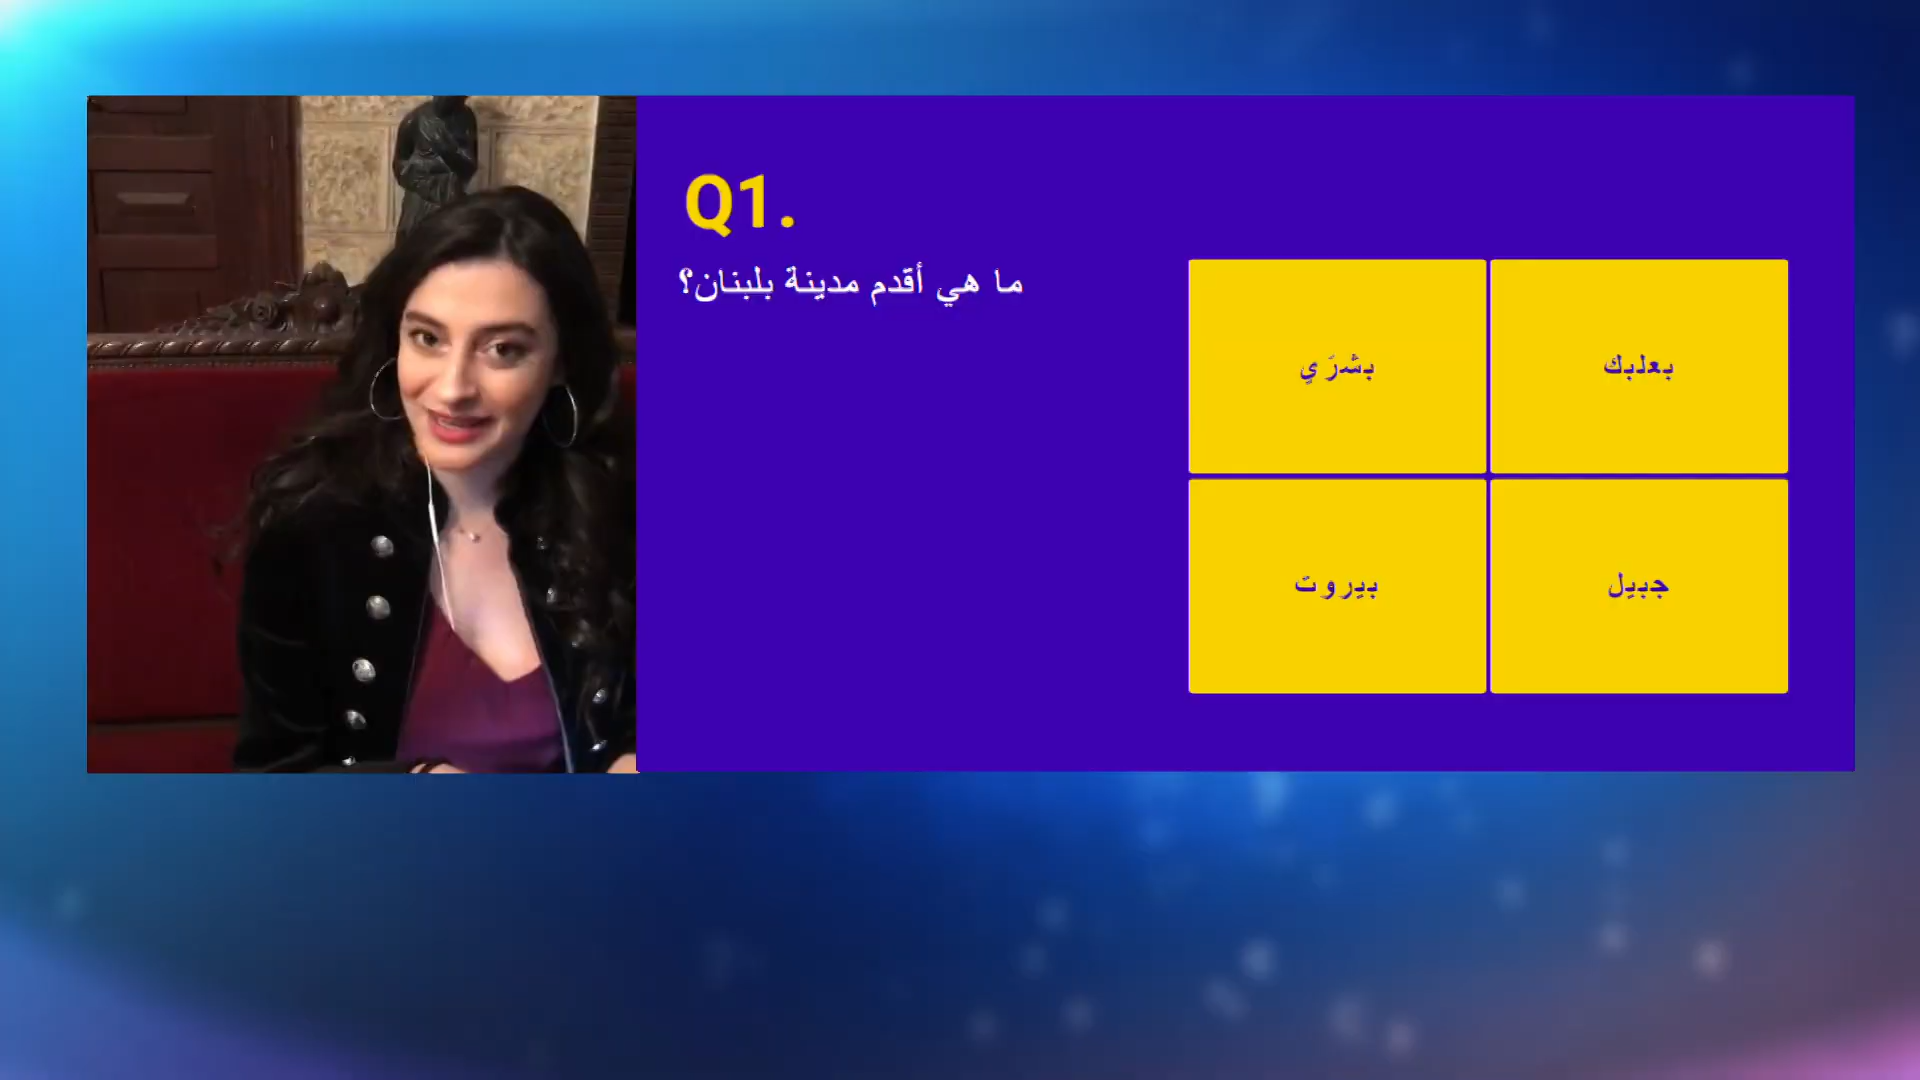 Q1.
ما هي أقدم مدينة بلبنان؟
بشرّي
بعلبك
بيروت
جبيل